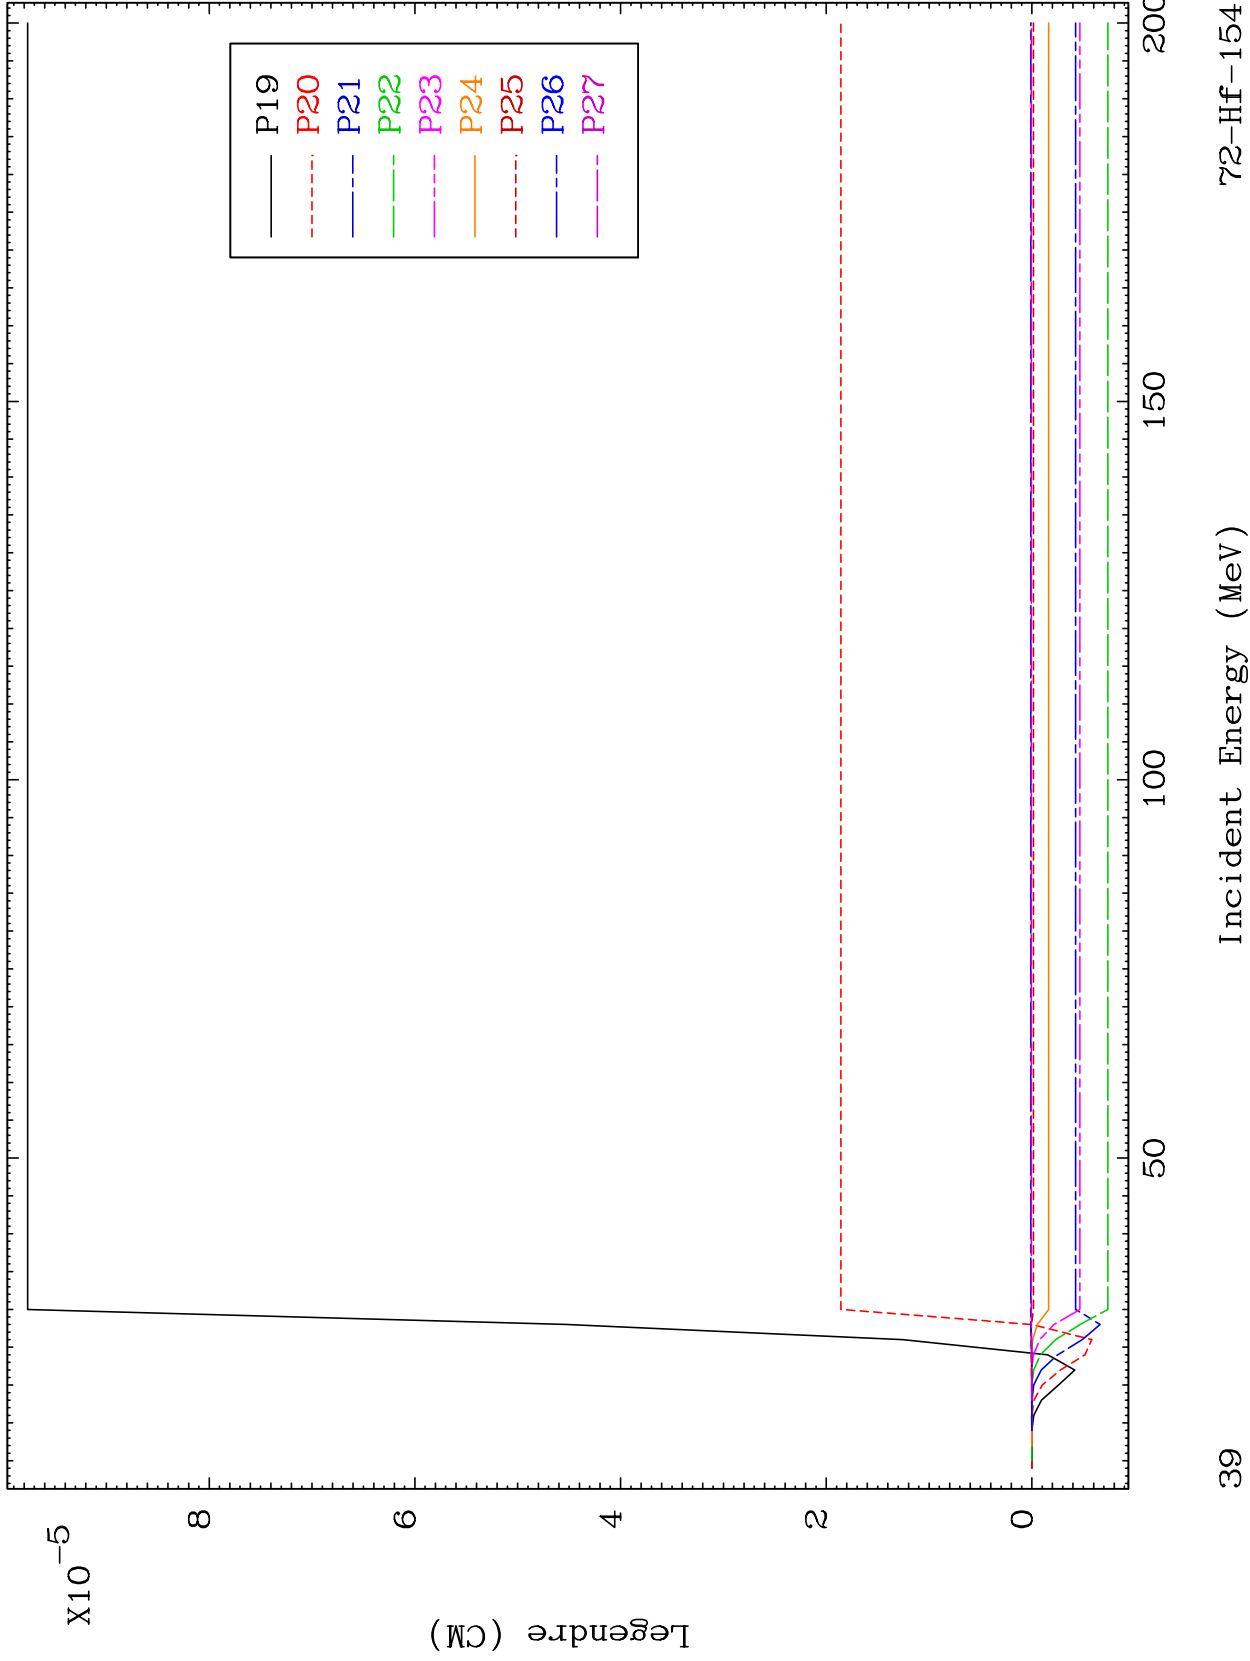 X10
-5
8
6
4
2
0
Legendre (CM)
P19
P20
P21
P22
P23
P24
P25
P26
P27
50
100
150
200
Incident Energy (MeV)
39
72-Hf-154